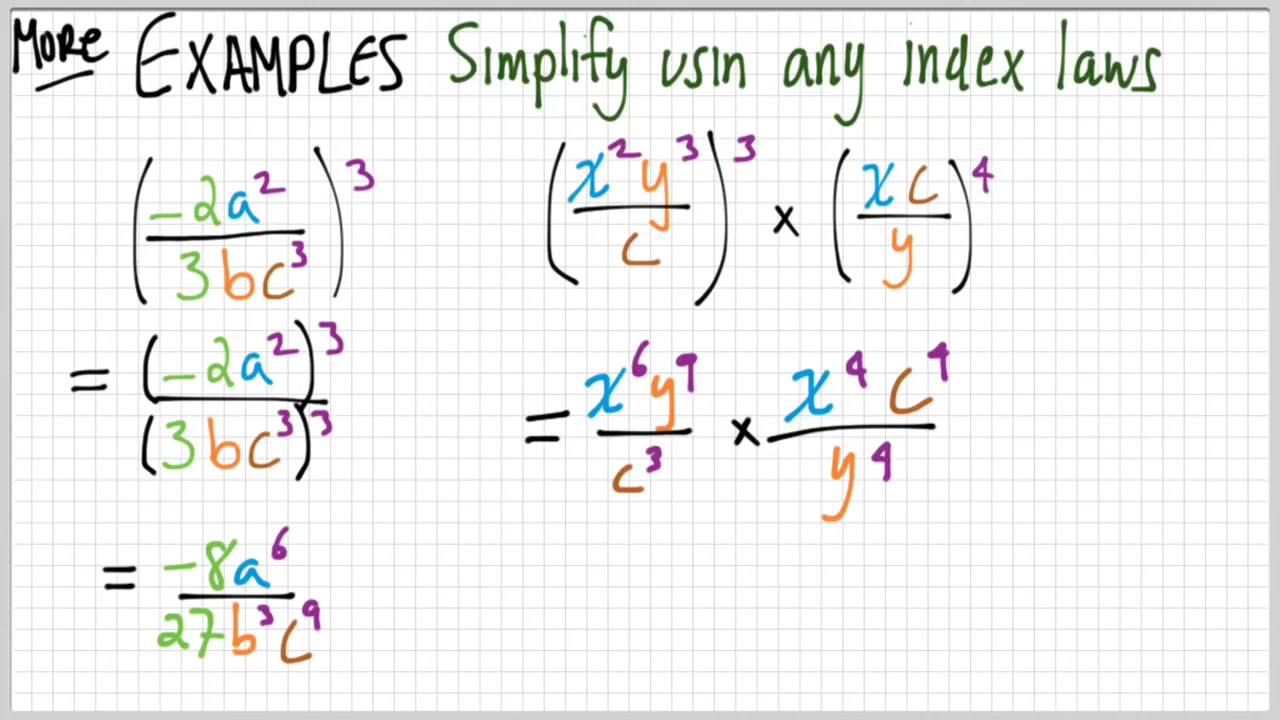 MORE EXAMPLES Simplify usin any index laws
(-2a²/3bc³)³
= (-2a²)³/(3bc³)³
= -8a⁶/27b³c⁹
(x²y³/c)³ × (xc/y)⁴
= x⁶y⁹/c³ × x⁴c⁴/y⁴